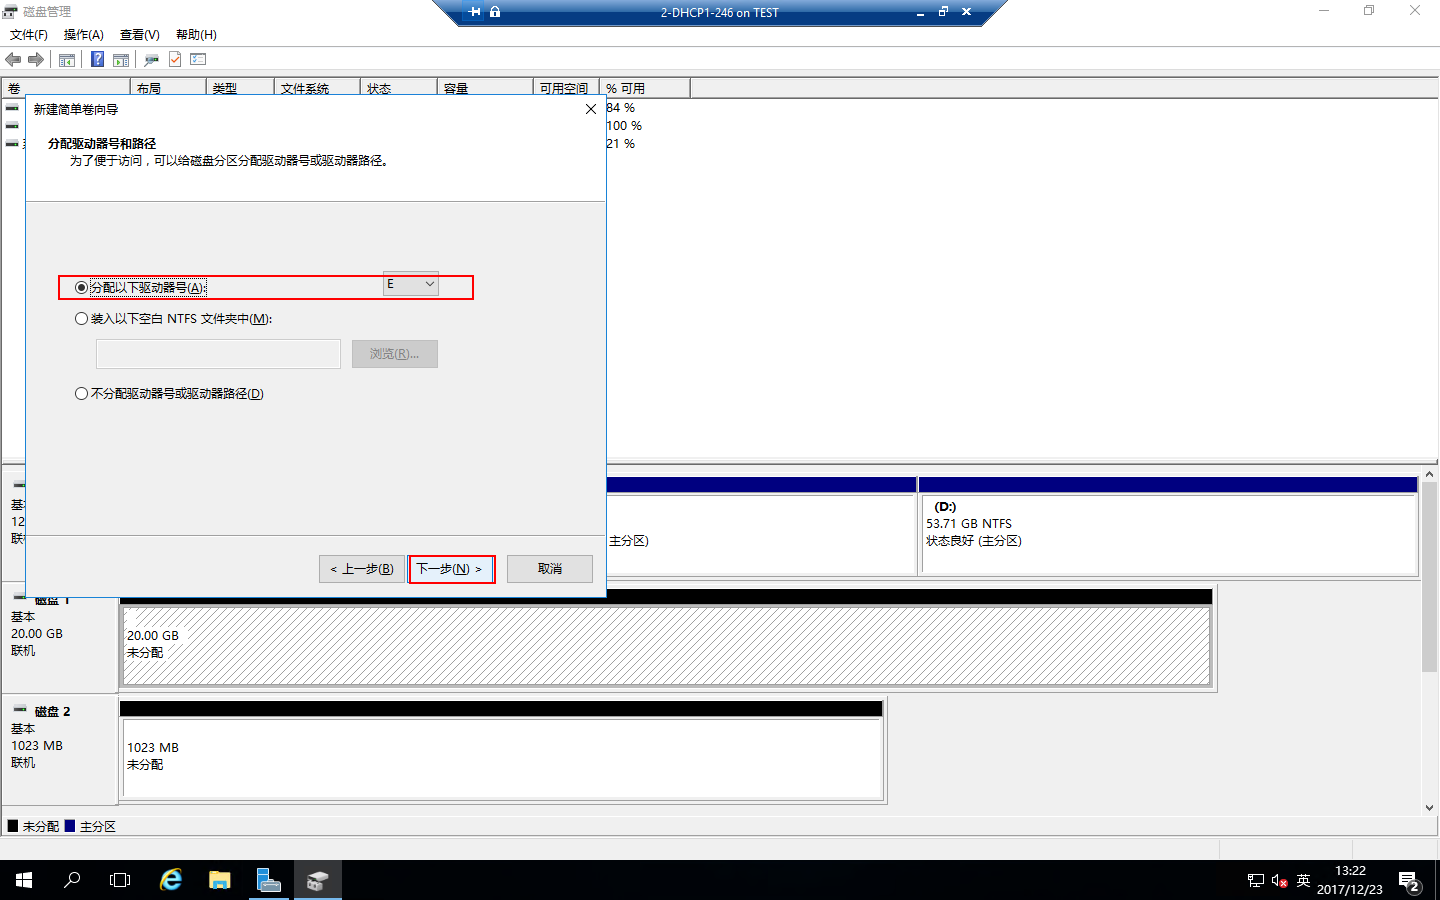 磁盘管理
2-DHCP1-246 on TEST
文件(F) 操作(A) 查看(V) 帮助(H)
卷 布局 类型 文件系统 状态 容量 可用空间 % 可用
84 %
100 %
21 %
新建简单卷向导
分配驱动器号和路径
为了便于访问，可以给磁盘分区分配驱动器号或驱动器路径。
分配以下驱动器号(A): E
装入以下空白 NTFS 文件夹中(M):
浏览(R)...
不分配驱动器号或驱动器路径(D)
< 上一步(B) 下一步(N) > 取消
基本
12
联
主分区)
(D:)
53.71 GB NTFS
状态良好 (主分区)
磁盘 1
基本
20.00 GB
联机
20.00 GB
未分配
磁盘 2
基本
1023 MB
联机
1023 MB
未分配
未分配 主分区
英
13:22
2017/12/23
2